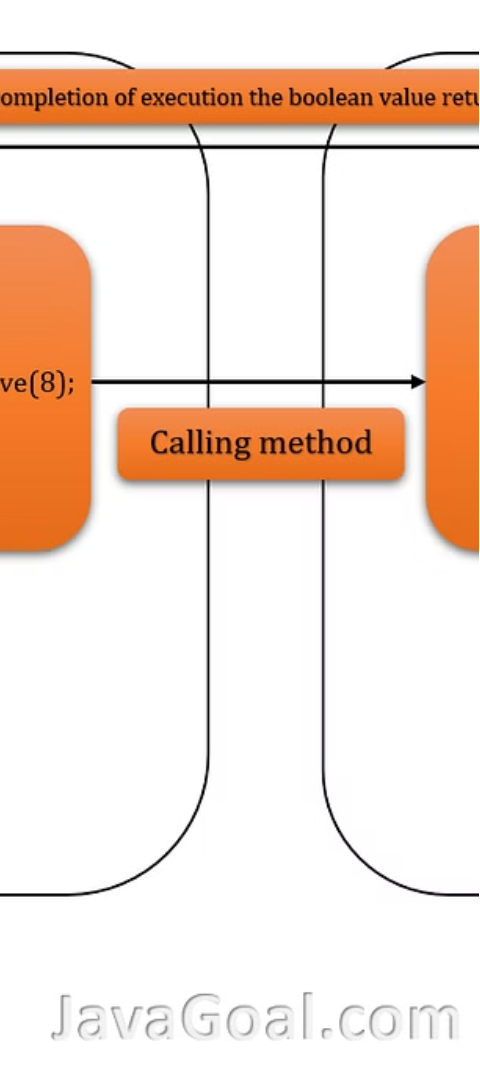 ompletion of execution the boolean value retu
ve(8);
Calling method
JavaGoal.com